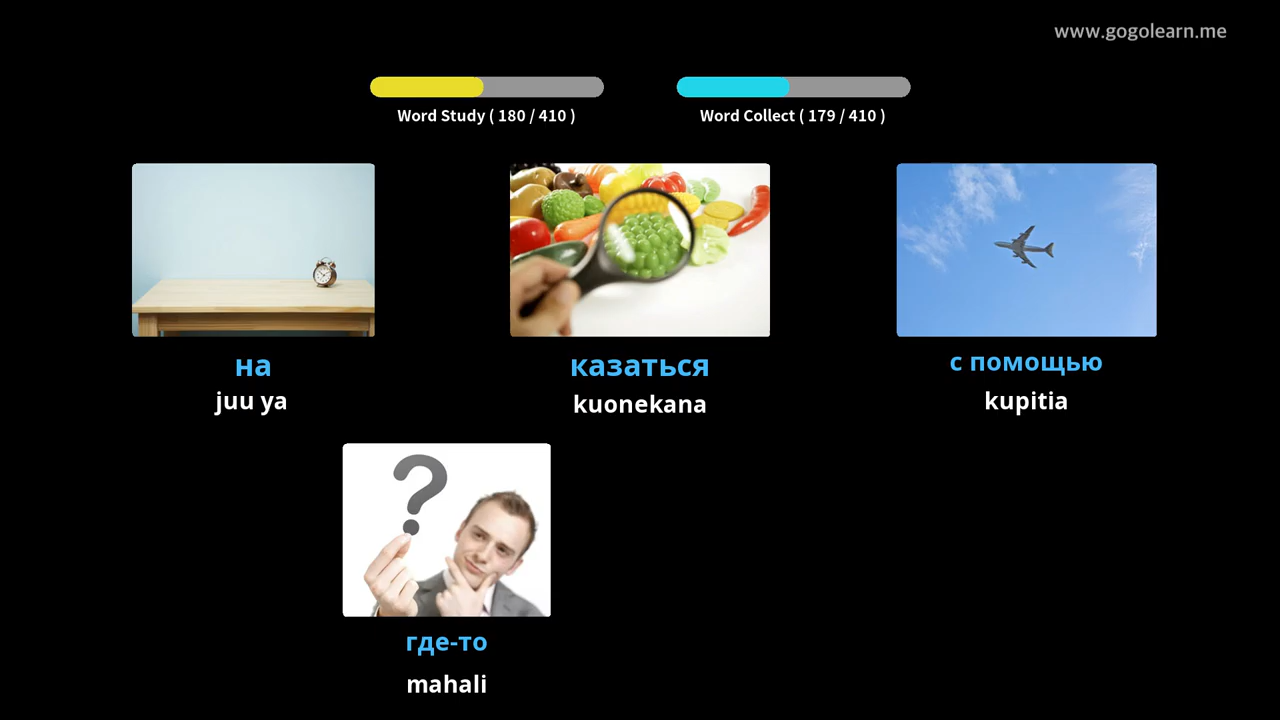 www.gogolearn.me
Word Study ( 180 / 410 )
Word Collect ( 179 / 410 )
на
juu ya
казаться
kuonekana
с помощью
kupitia
где-то
mahali